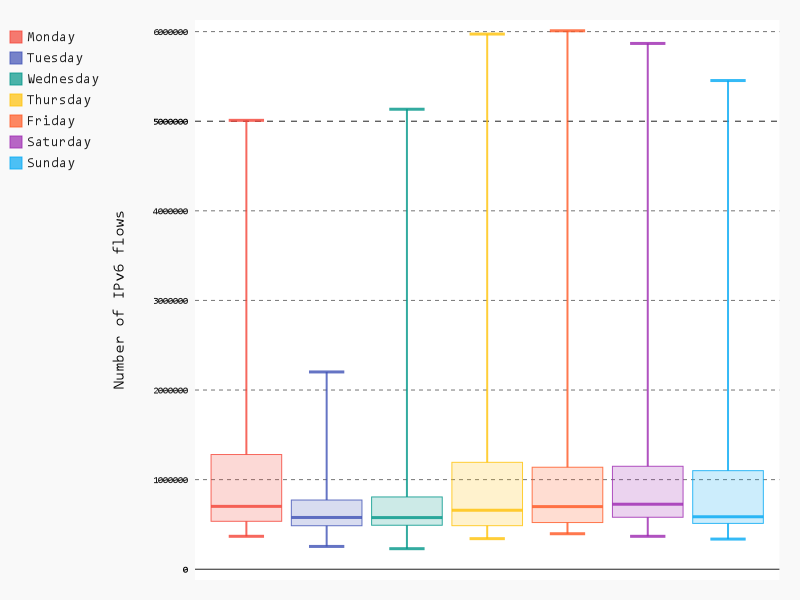 Monday
Tuesday
Wednesday
Thursday
Friday
Saturday
Sunday
Number of IPv6 flows
6000000
5000000
4000000
3000000
2000000
1000000
0